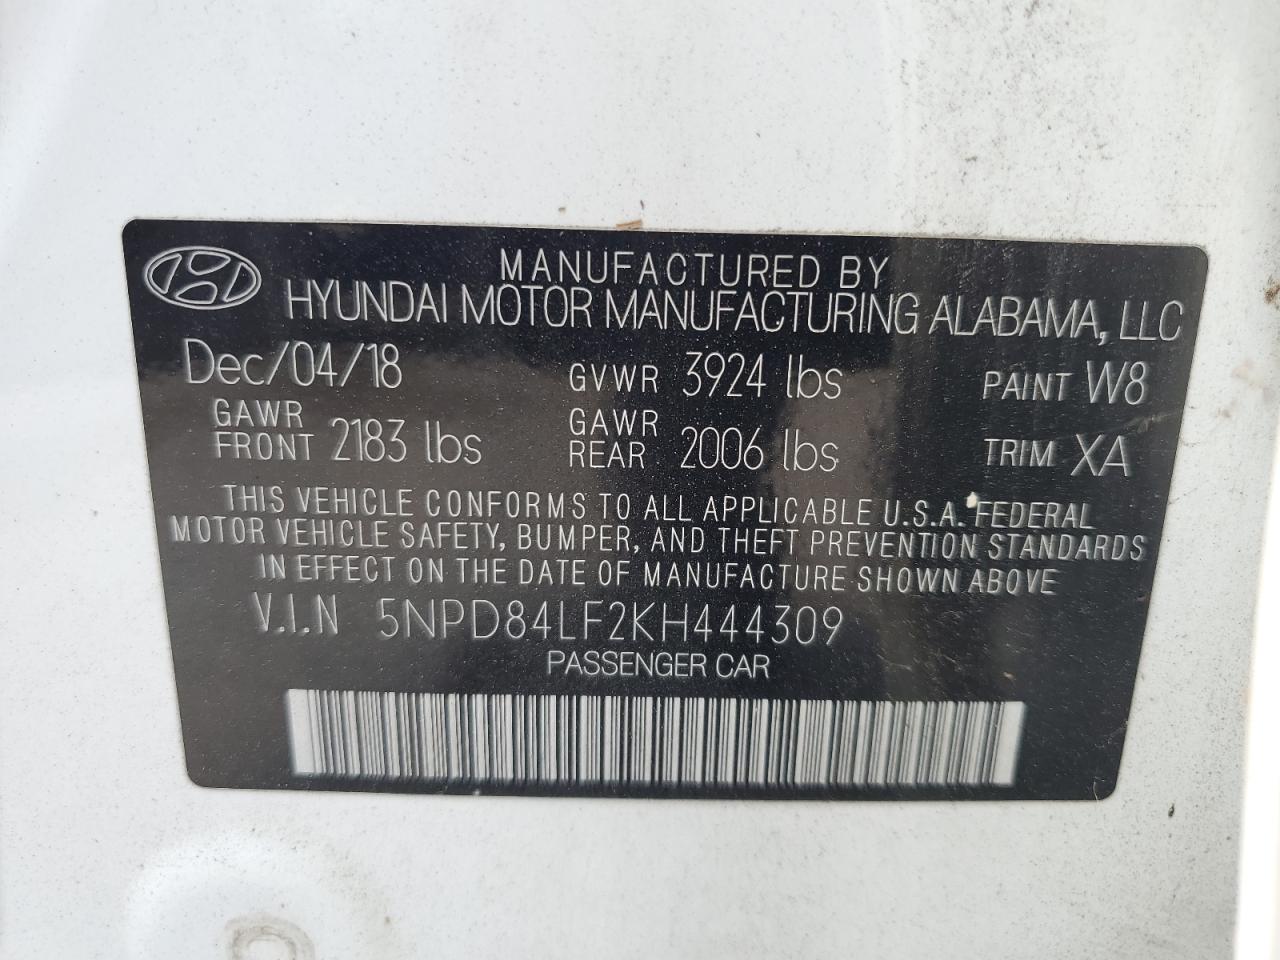 MANUFACTURED BY
HYUNDAI MOTOR MANUFACTURING ALABAMA, LLC
Dec/04/18 GVWR 3924 lbs PAINT W8
GAWR FRONT 2183 lbs GAWR REAR 2006 lbs TRIM XA
THIS VEHICLE CONFORMS TO ALL APPLICABLE U.S.A. FEDERAL
MOTOR VEHICLE SAFETY, BUMPER, AND THEFT PREVENTION STANDARDS
IN EFFECT ON THE DATE OF MANUFACTURE SHOWN ABOVE
V.I.N 5NPD84LF2KH444309
PASSENGER CAR